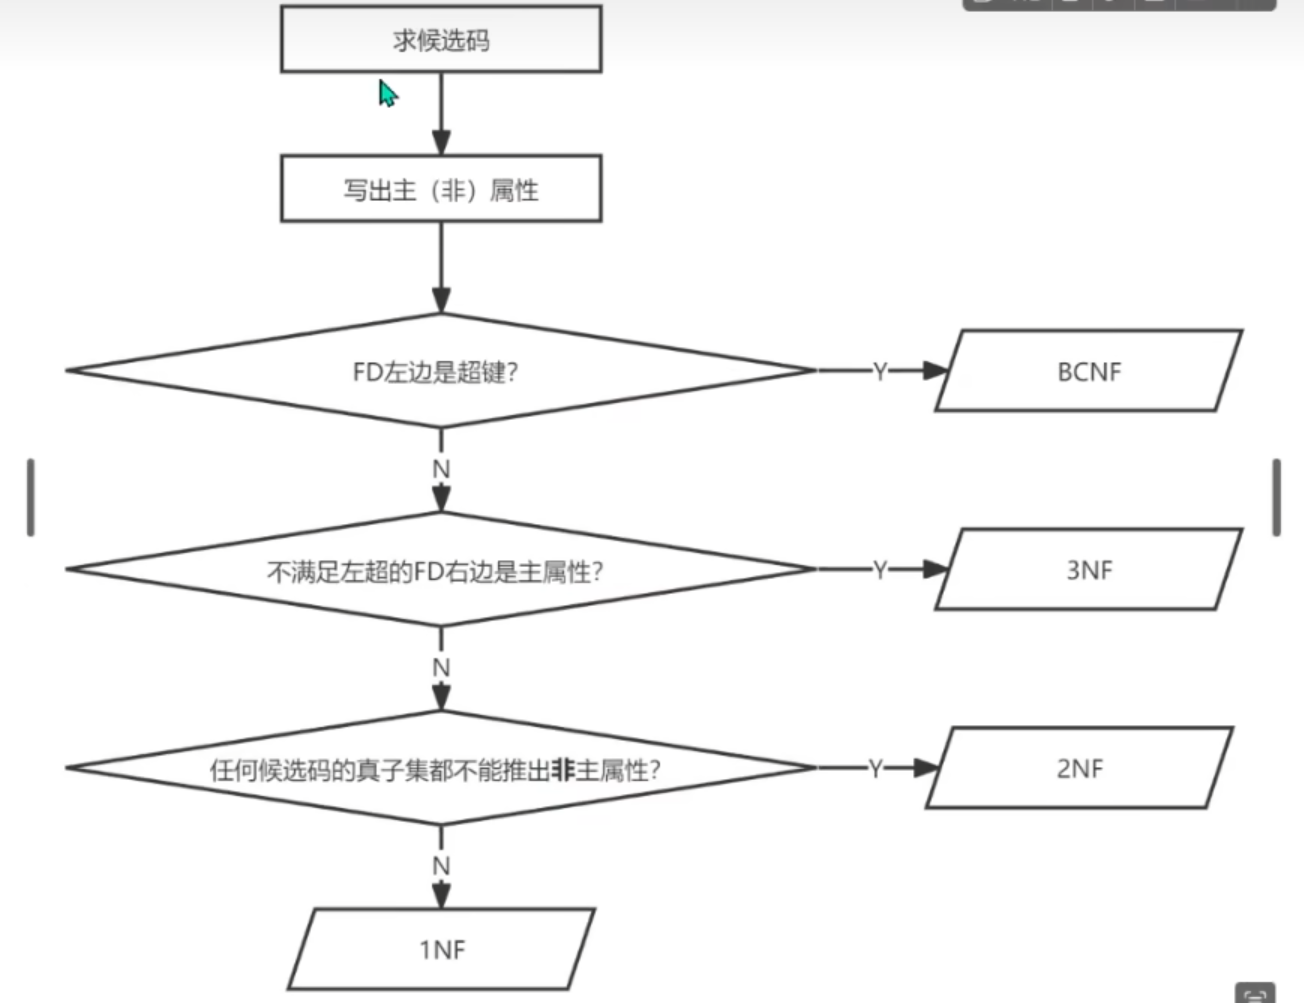 求候选码
写出主（非）属性
FD左边是超键？
Y
BCNF
N
不满足左超的FD右边是主属性？
Y
3NF
N
任何候选码的真子集都不能推出非主属性？
Y
2NF
N
1NF